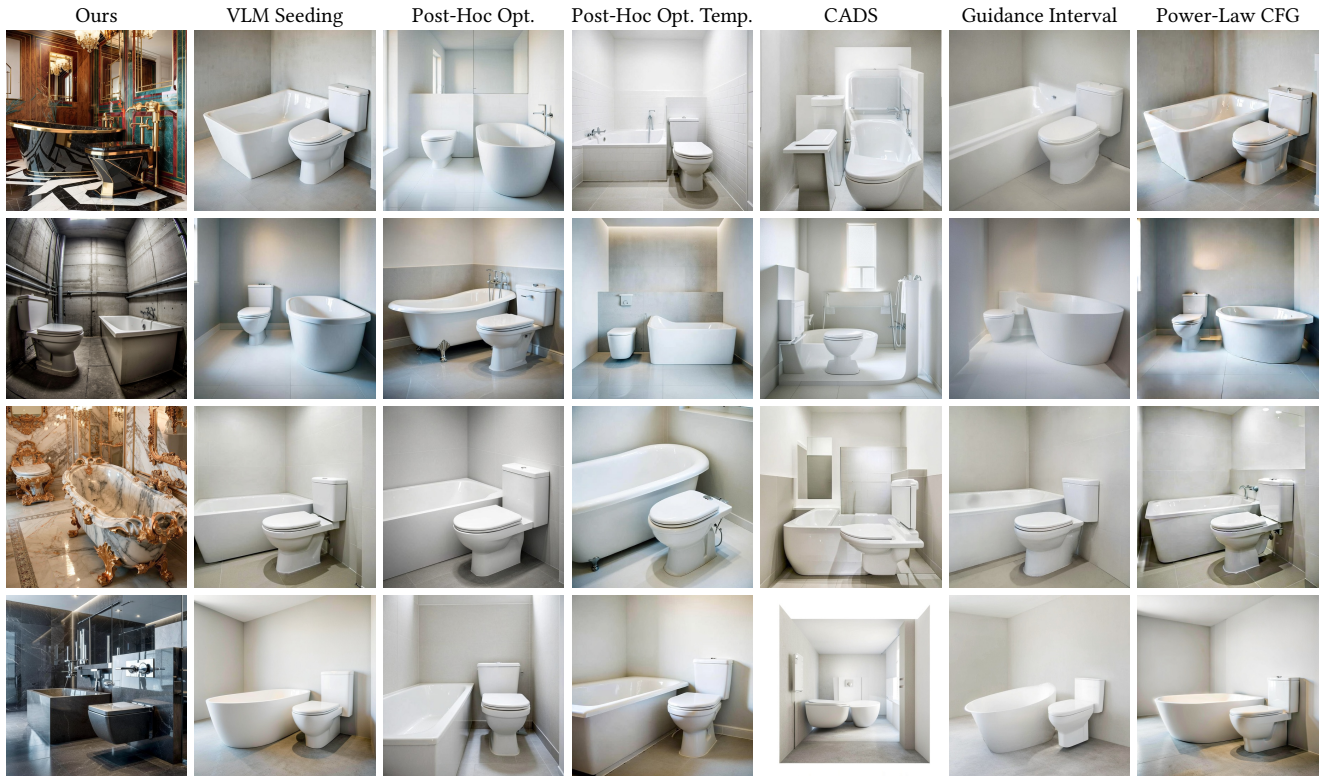 Ours VLM Seeding Post-Hoc Opt. Post-Hoc Opt. Temp. CADS Guidance Interval Power-Law CFG